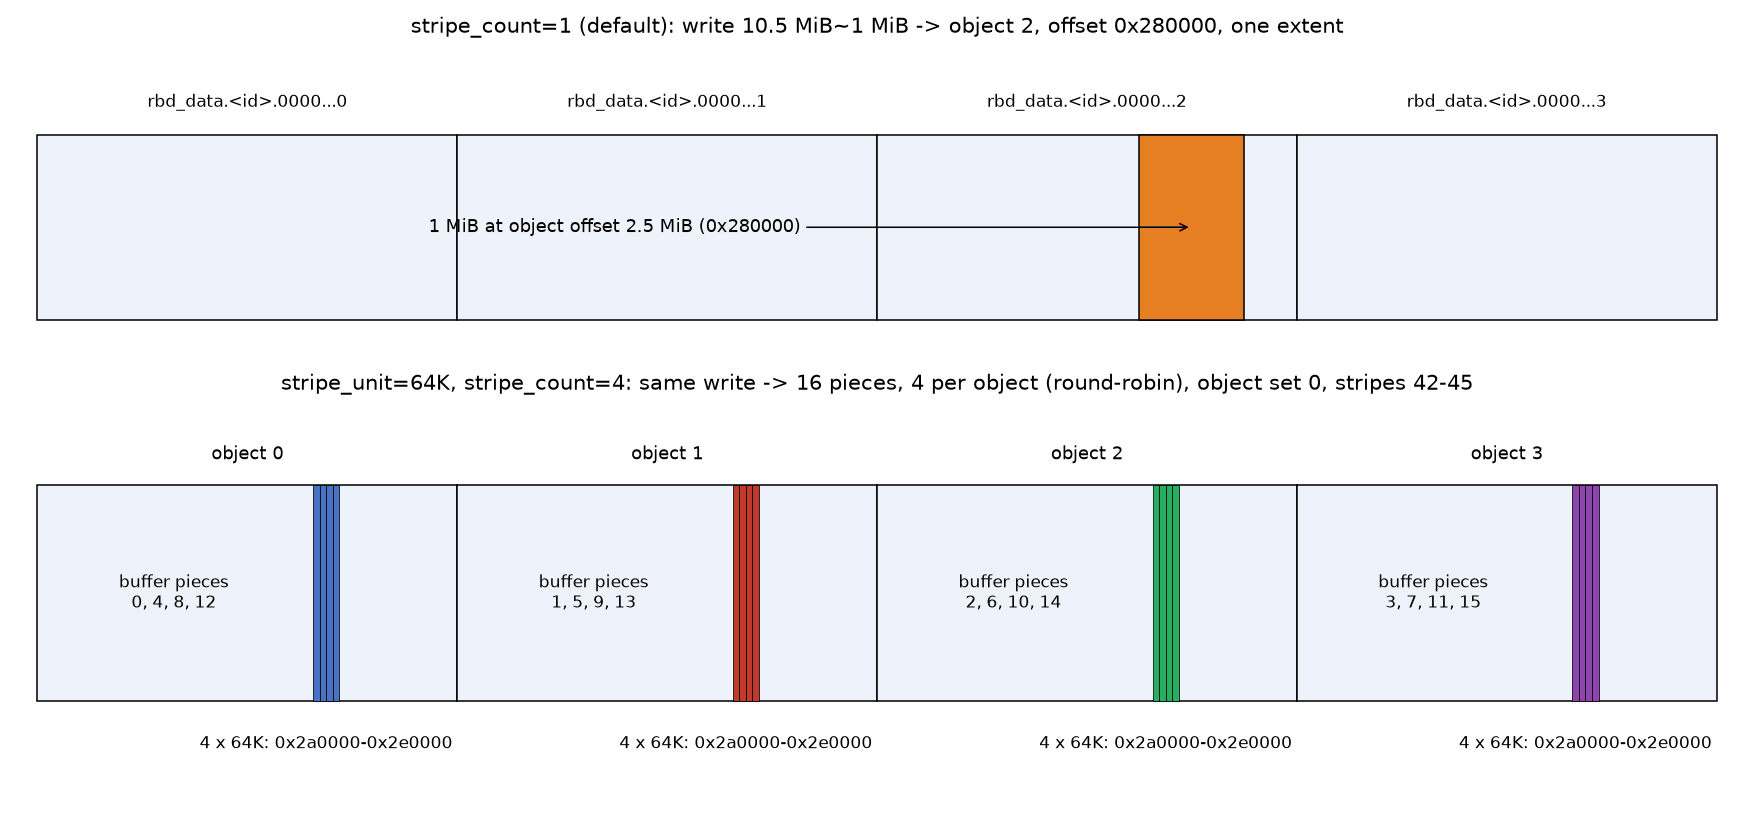 stripe_count=1 (default): write 10.5 MiB~1 MiB -> object 2, offset 0x280000, one extent
rbd_data.<id>.0000...0
rbd_data.<id>.0000...1
rbd_data.<id>.0000...2
rbd_data.<id>.0000...3
1 MiB at object offset 2.5 MiB (0x280000)
stripe_unit=64K, stripe_count=4: same write -> 16 pieces, 4 per object (round-robin), object set 0, stripes 42-45
object 0
object 1
object 2
object 3
buffer pieces
0, 4, 8, 12
buffer pieces
1, 5, 9, 13
buffer pieces
2, 6, 10, 14
buffer pieces
3, 7, 11, 15
4 x 64K: 0x2a0000-0x2e0000
4 x 64K: 0x2a0000-0x2e0000
4 x 64K: 0x2a0000-0x2e0000
4 x 64K: 0x2a0000-0x2e0000